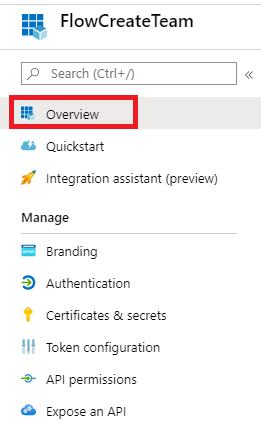 FlowCreateTeam
Search (Ctrl+/)
«
Overview
Quickstart
Integration assistant (preview)
Manage
Branding
Authentication
Certificates & secrets
Token configuration
API permissions
Expose an API